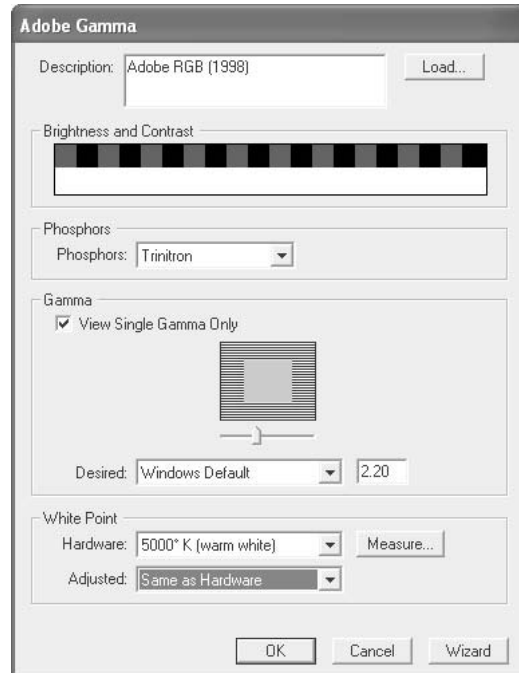 Adobe Gamma
Description: Adobe RGB (1998) Load...
Brightness and Contrast
Phosphors
Phosphors: Trinitron
Gamma
View Single Gamma Only
Desired: Windows Default 2.20
White Point
Hardware: 5000° K (warm white) Measure...
Adjusted: Same as Hardware
OK Cancel Wizard